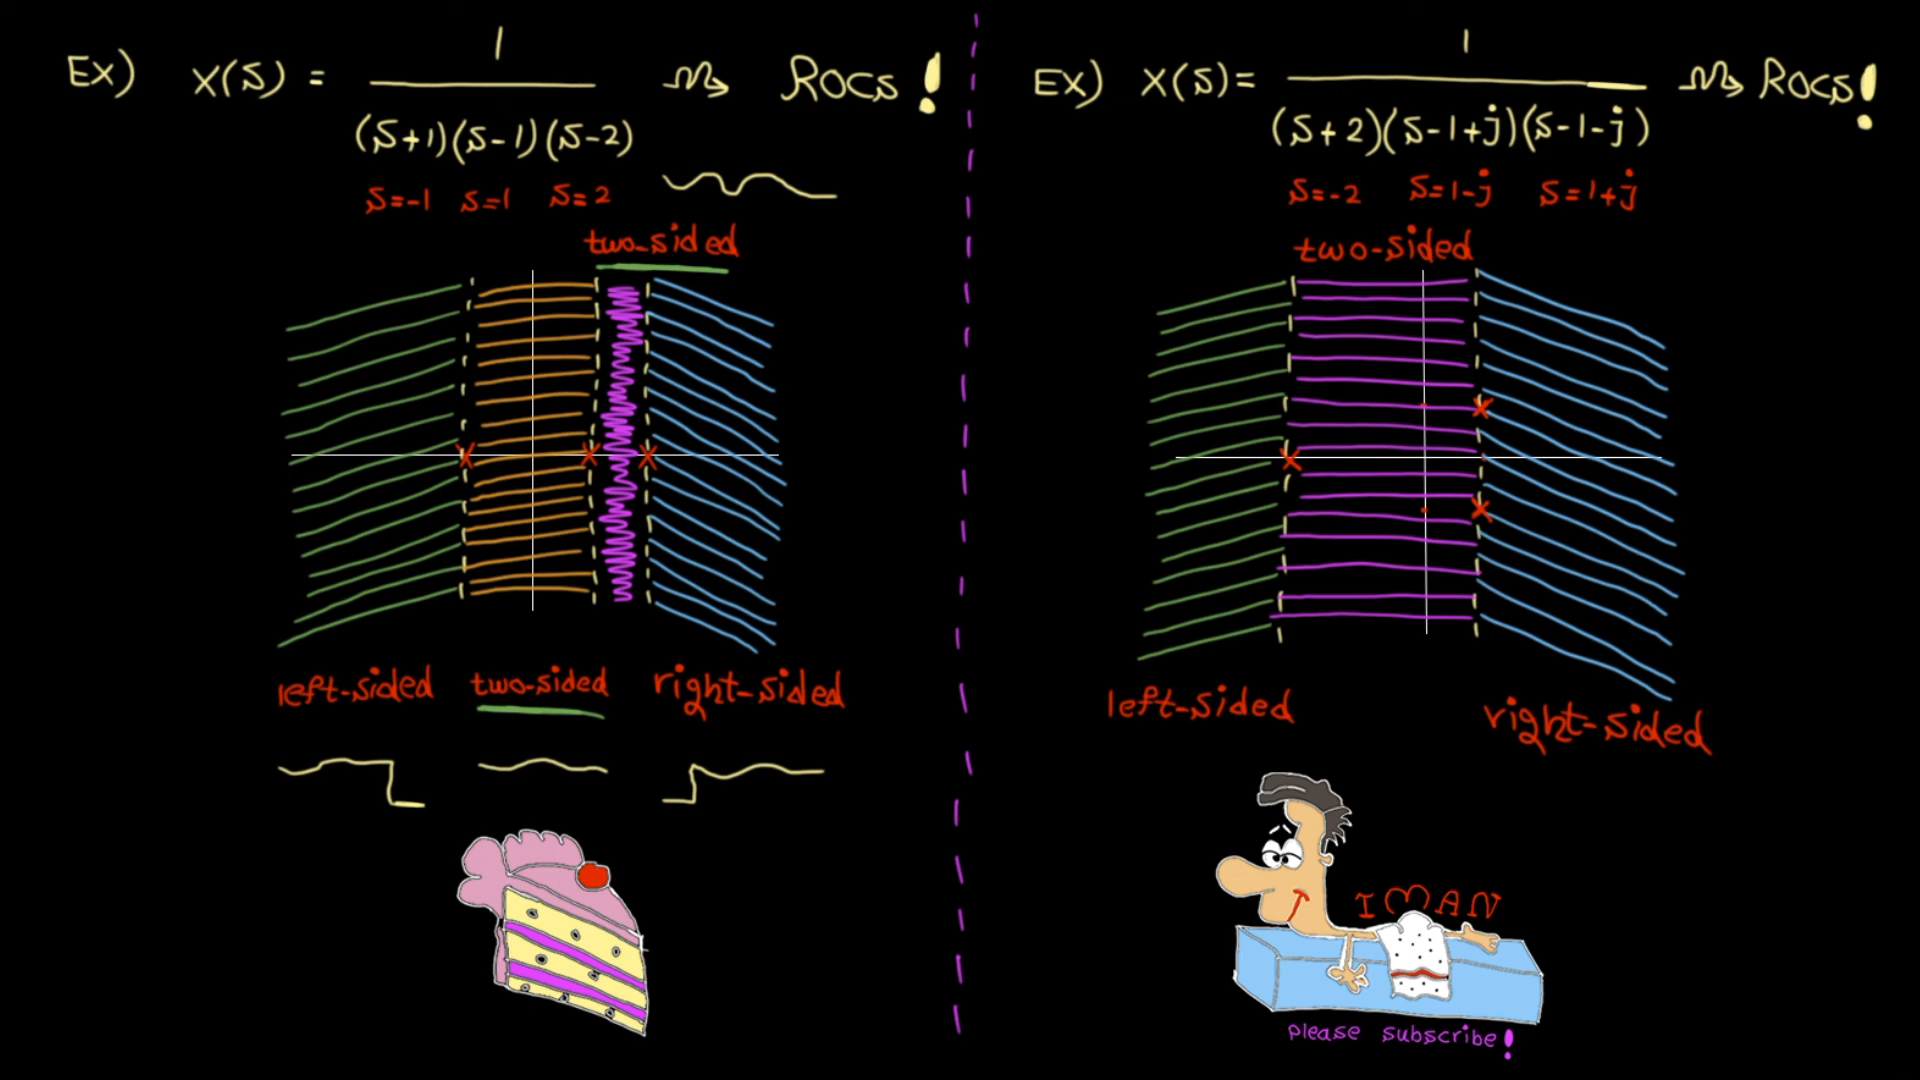 Ex) X(s) = 1 / (s+1)(s-1)(s-2) ⇝ ROCs!
s=-1 s=1 s=2
two-sided
left-sided two-sided right-sided
Ex) X(s) = 1 / (s+2)(s-1+j)(s-1-j) ⇝ ROCs!
s=-2 s=1-j s=1+j
two-sided
left-sided right-sided
IMAN
please subscribe!